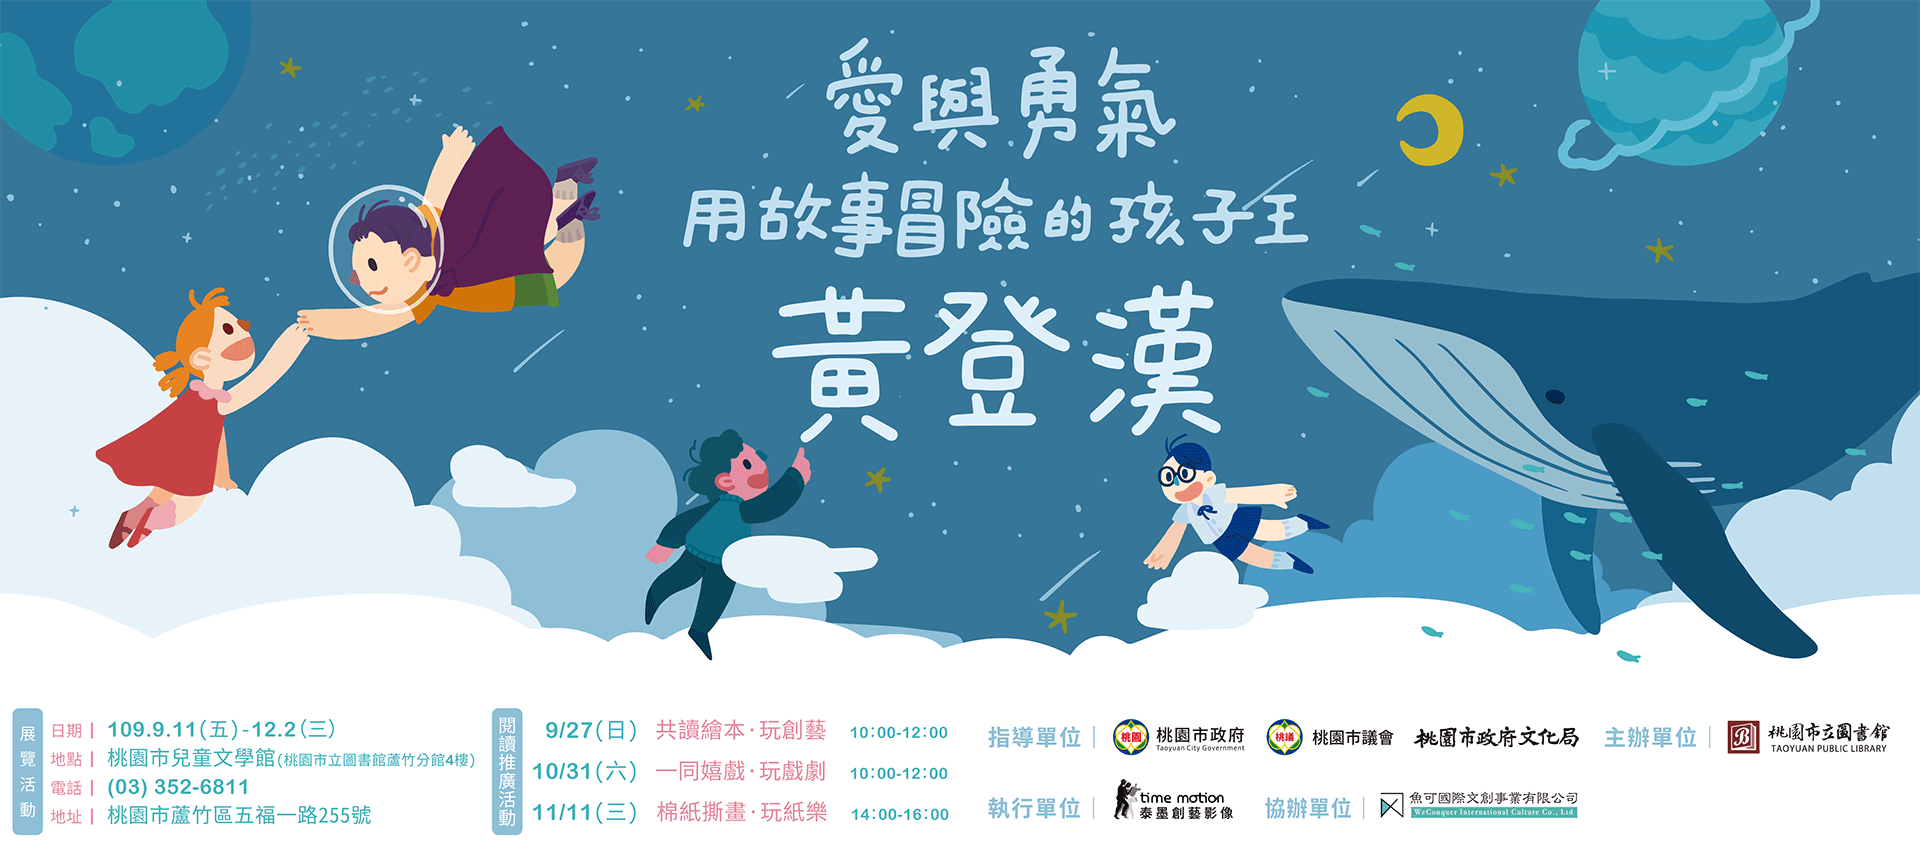 愛與勇氣
用故事冒險的孩子王
黃登漢
展覽活動
日期 109.9.11(五)-12.2(三)
地點 桃園市兒童文學館(桃園市立圖書館蘆竹分館4樓)
電話 (03) 352-6811
地址 桃園市蘆竹區五福一路255號
閱讀推廣活動
9/27(日) 共讀繪本·玩創藝 10:00-12:00
10/31(六) 一同嬉戲·玩戲劇 10:00-12:00
11/11(三) 棉紙撕畫·玩紙樂 14:00-16:00
指導單位
桃園
桃園市政府
Taoyuan City Government
桃議
桃園市議會
桃園市政府文化局
主辦單位
桃園市立圖書館
TAOYUAN PUBLIC LIBRARY
執行單位
time motion
泰墨創藝影像
協辦單位
魚可國際文創事業有限公司
WeConquer International Culture Co., Ltd